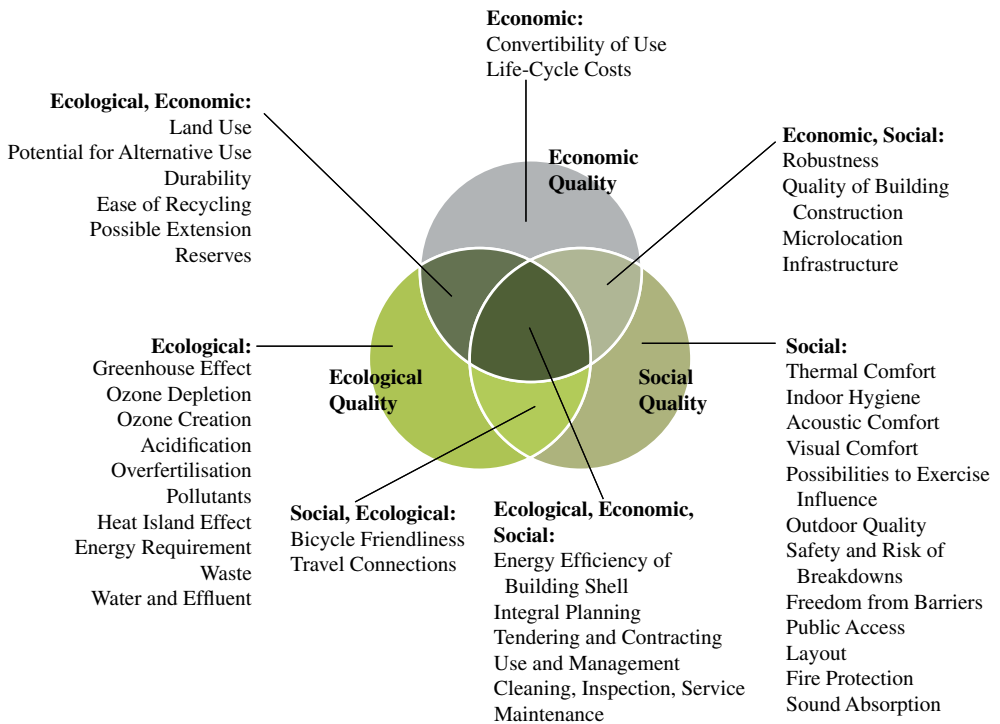 Economic:
Convertibility of Use
Life-Cycle Costs
Ecological, Economic:
Land Use
Potential for Alternative Use
Durability
Ease of Recycling
Possible Extension
Reserves
Economic, Social:
Robustness
Quality of Building
Construction
Microlocation
Infrastructure
Economic
Quality
Ecological
Quality
Social
Quality
Ecological:
Greenhouse Effect
Ozone Depletion
Ozone Creation
Acidification
Overfertilisation
Pollutants
Heat Island Effect
Energy Requirement
Waste
Water and Effluent
Social, Ecological:
Bicycle Friendliness
Travel Connections
Ecological, Economic,
Social:
Energy Efficiency of
Building Shell
Integral Planning
Tendering and Contracting
Use and Management
Cleaning, Inspection, Service
Maintenance
Social:
Thermal Comfort
Indoor Hygiene
Acoustic Comfort
Visual Comfort
Possibilities to Exercise
Influence
Outdoor Quality
Safety and Risk of
Breakdowns
Freedom from Barriers
Public Access
Layout
Fire Protection
Sound Absorption